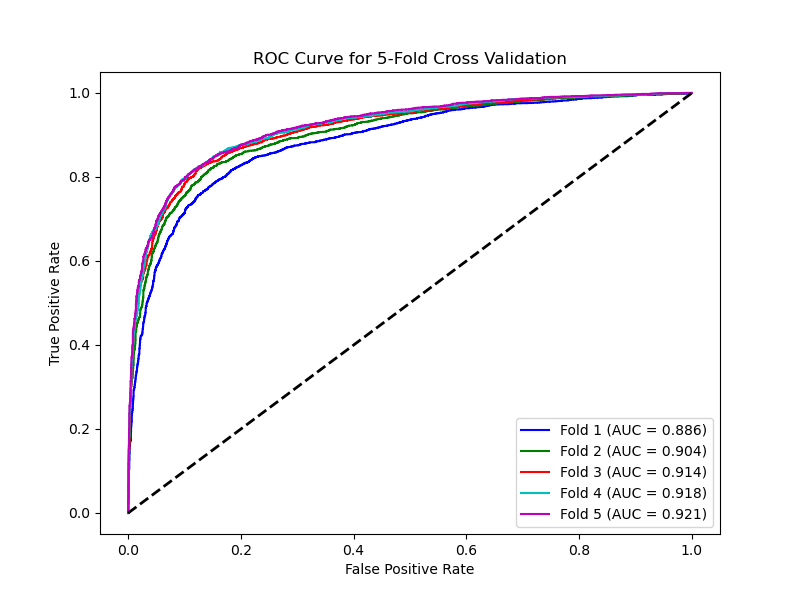 ROC Curve for 5-Fold Cross Validation
True Positive Rate
1.0
0.8
0.6
0.4
0.2
0.0
0.0 0.2 0.4 0.6 0.8 1.0
False Positive Rate
Fold 1 (AUC = 0.886)
Fold 2 (AUC = 0.904)
Fold 3 (AUC = 0.914)
Fold 4 (AUC = 0.918)
Fold 5 (AUC = 0.921)